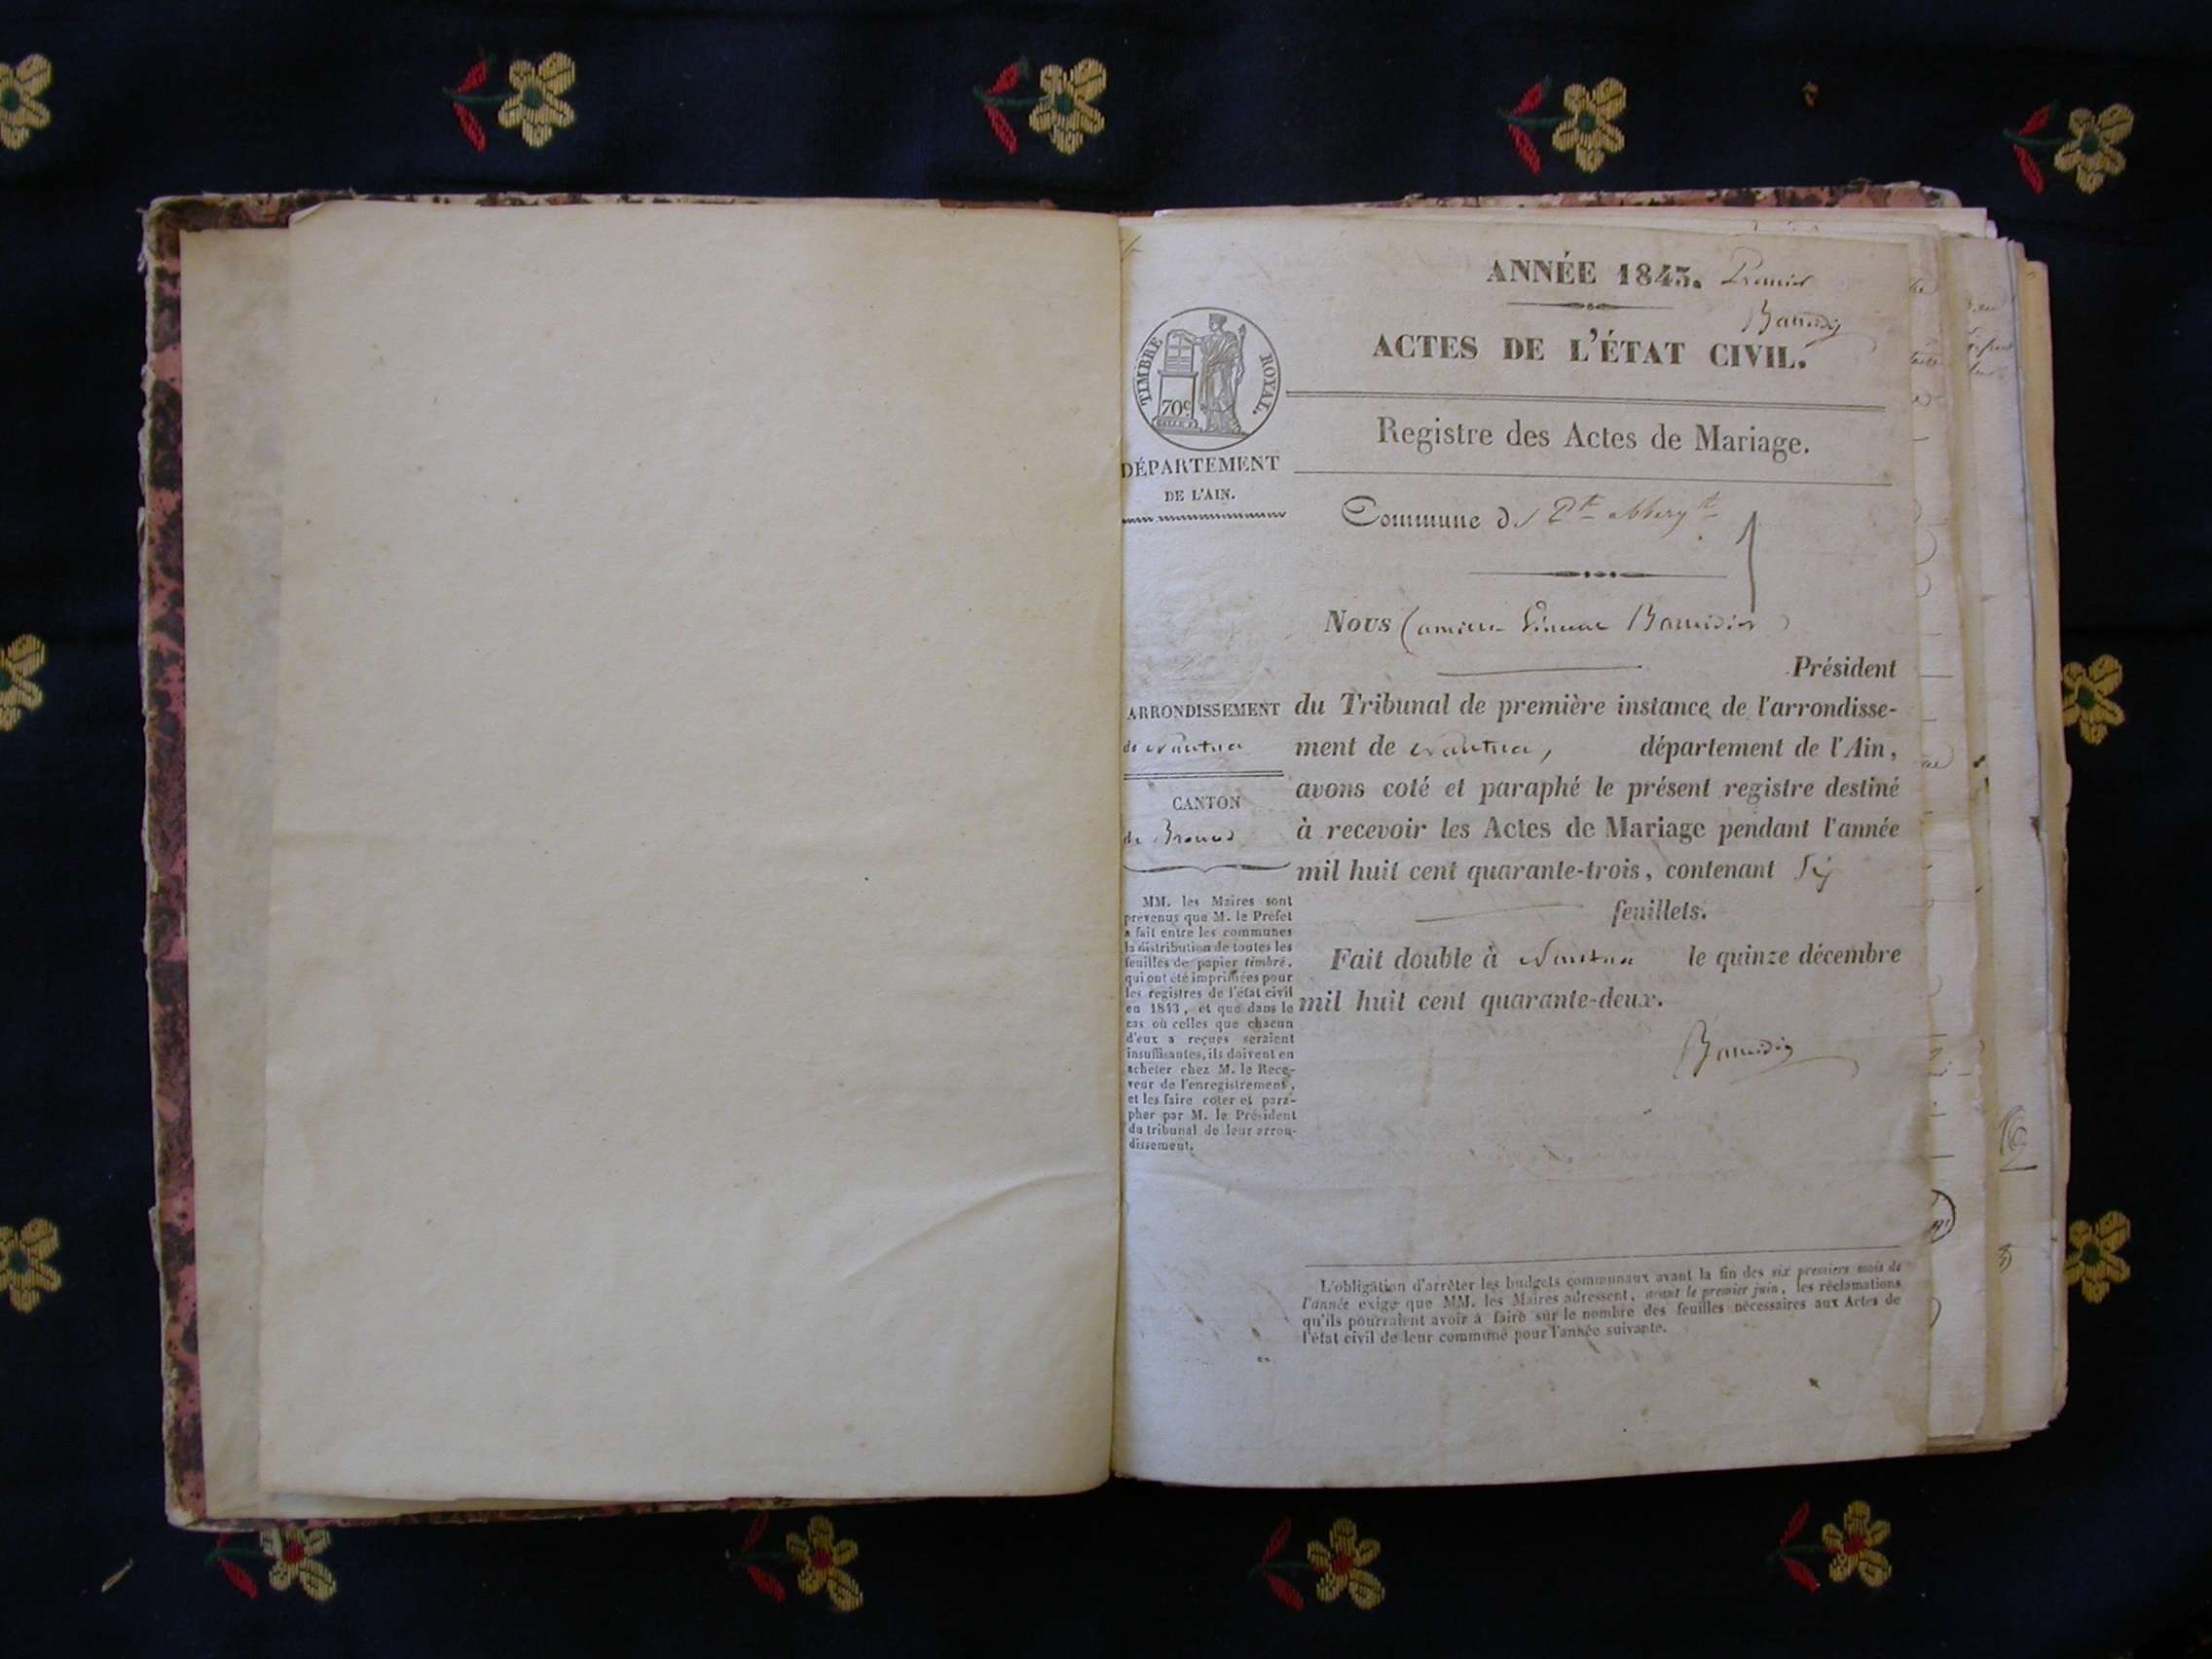 ANNÉE 1843. Premier
ACTES DE L'ÉTAT CIVIL.
TIMBRE ROYAL.
70c
Registre des Actes de Mariage.
DÉPARTEMENT
DE L'AIN.
Commune d
Nous
Président
ARRONDISSEMENT
de Nantua
du Tribunal de première instance de l'arrondisse-
ment de Nantua, département de l'Ain,
avons coté et paraphé le présent registre destiné
à recevoir les Actes de Mariage pendant l'année
mil huit cent quarante-trois, contenant
feuillets.
Fait double à Nantua le quinze décembre
mil huit cent quarante-deux.
CANTON
de
MM. les Maires sont
prévenus que M. le Préfet
a fait entre les communes
la distribution de toutes les
feuilles de papier timbré,
qui ont été imprimées pour
les registres de l'état civil
en 1843, et que dans le
cas où celles que chacun
d'eux a reçues seraient
insuffisantes, ils doivent en
acheter chez M. le Rece-
veur de l'enregistrement,
et les faire coter et para-
pher par M. le Président
du tribunal de leur arron-
dissement.
L'obligation d'arrêter les budgets communaux avant la fin des six premiers mois de
l'année exige que MM. les Maires adressent, avant le premier juin, les réclamations
qu'ils pourraient avoir à faire sur le nombre des feuilles nécessaires aux Actes de
l'état civil de leur commune pour l'année suivante.